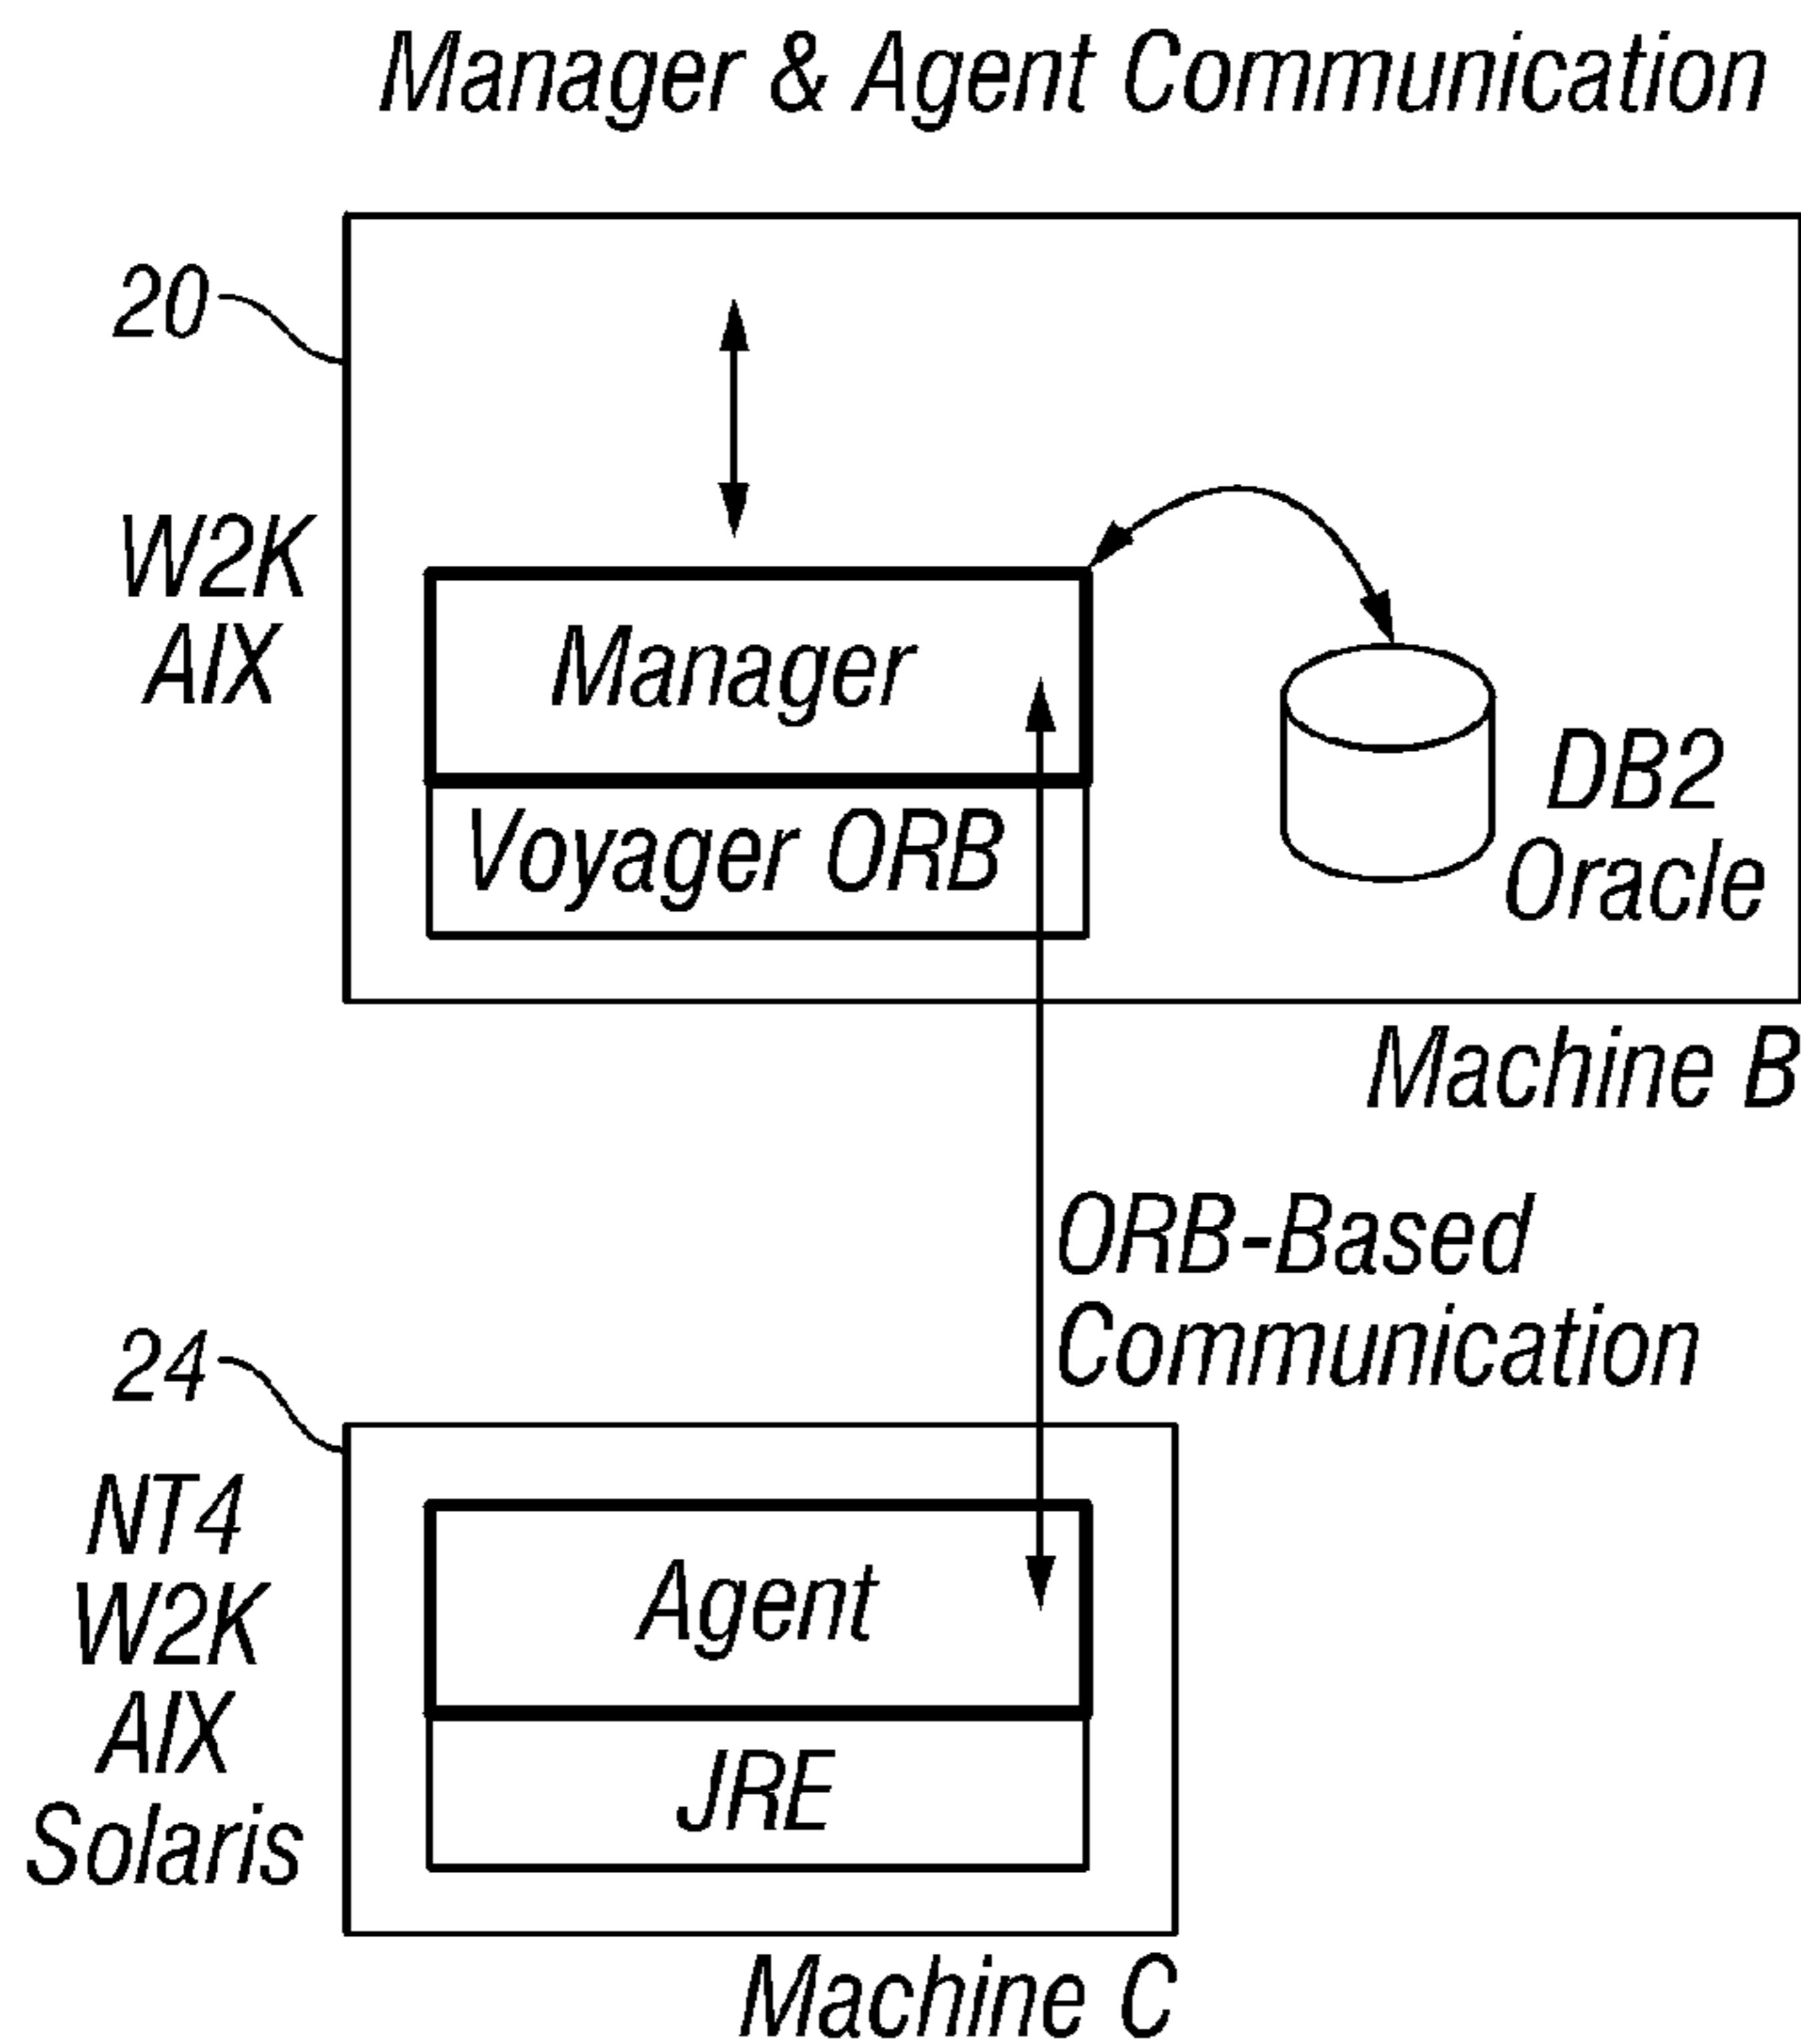 Manager & Agent Communication
20
W2K
AIX
Manager
Voyager ORB
DB2
Oracle
Machine B
ORB-Based
Communication
24
NT4
W2K
AIX
Solaris
Agent
JRE
Machine C